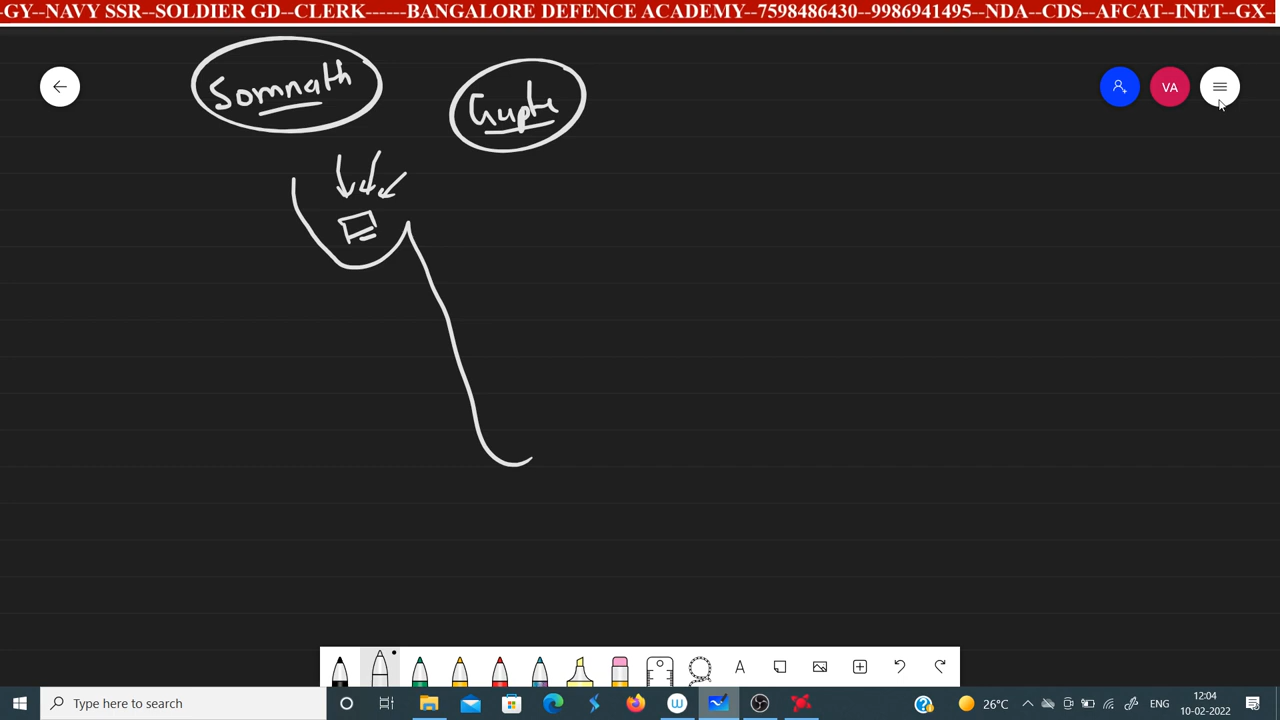 -GY--NAVY SSR--SOLDIER GD--CLERK------BANGALORE DEFENCE ACADEMY--7598486430--9986941495--NDA--CDS--AFCAT--INET--GX--
Somnath
Gupta
VA
A
Type here to search
W
26°C
ENG
12:04
10-02-2022